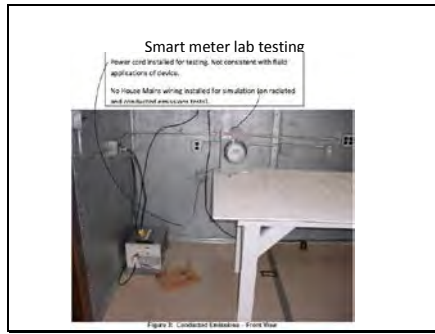 Smart meter lab testing
Power cord installed for testing. Not consistent with field
applications of device.
No House Mains wiring installed for simulation (on radiated
and conducted emissions tests).
Figure 3: Conducted Emissions - Front View